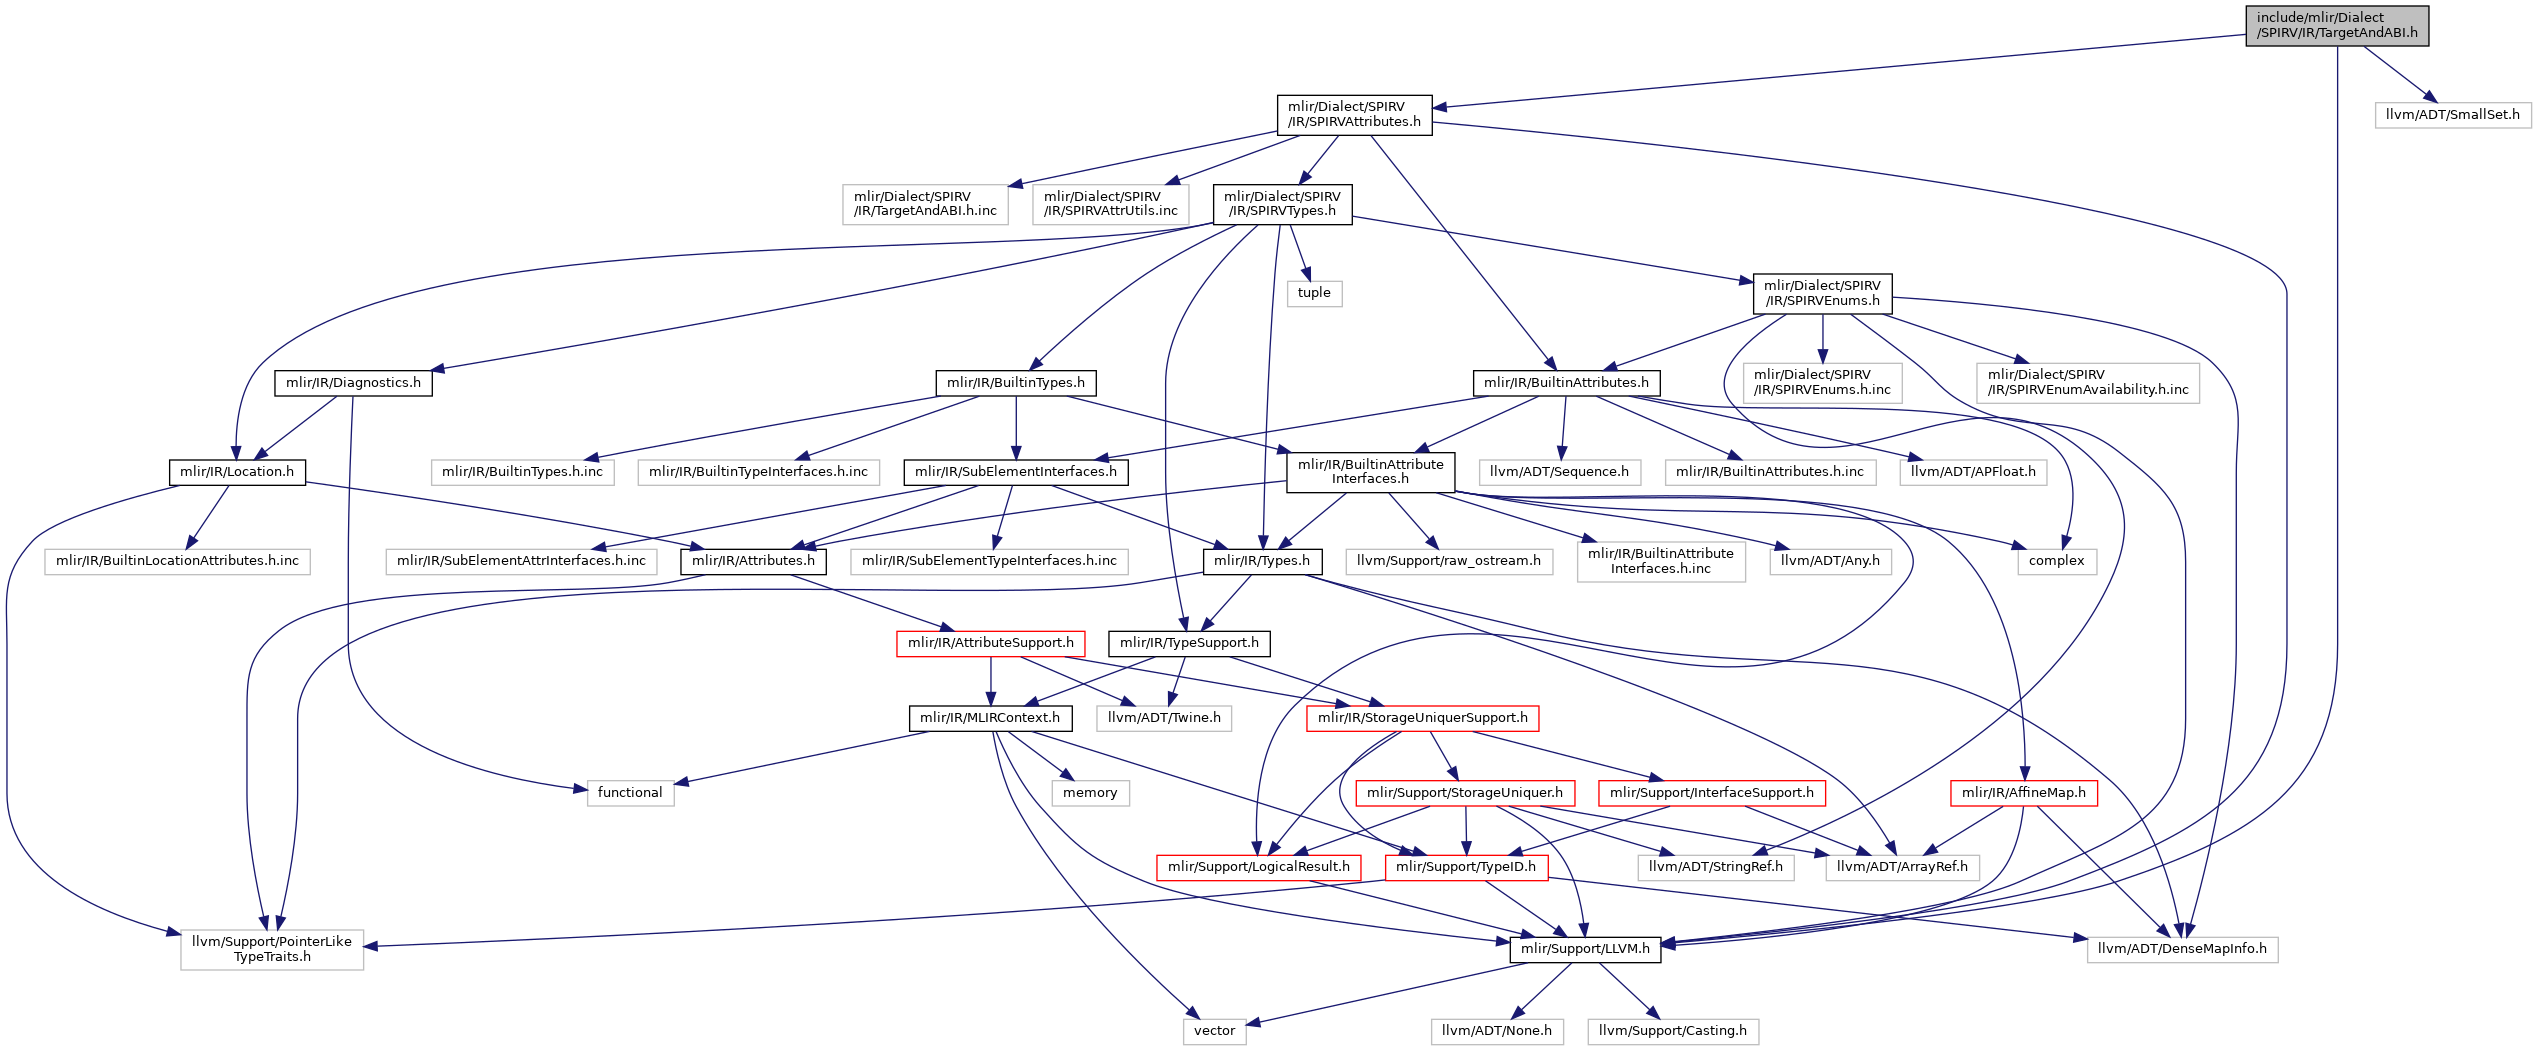 include/mlir/Dialect
/SPIRV/IR/TargetAndABI.h
mlir/Dialect/SPIRV
/IR/SPIRVAttributes.h
llvm/ADT/SmallSet.h
mlir/Dialect/SPIRV
/IR/TargetAndABI.h.inc
mlir/Dialect/SPIRV
/IR/SPIRVAttrUtils.inc
mlir/Dialect/SPIRV
/IR/SPIRVTypes.h
tuple
mlir/Dialect/SPIRV
/IR/SPIRVEnums.h
mlir/IR/Diagnostics.h
mlir/IR/BuiltinTypes.h
mlir/IR/BuiltinAttributes.h
mlir/Dialect/SPIRV
/IR/SPIRVEnums.h.inc
mlir/Dialect/SPIRV
/IR/SPIRVEnumAvailability.h.inc
mlir/IR/Location.h
mlir/IR/BuiltinTypes.h.inc
mlir/IR/BuiltinTypeInterfaces.h.inc
mlir/IR/SubElementInterfaces.h
mlir/IR/BuiltinAttribute
Interfaces.h
llvm/ADT/Sequence.h
mlir/IR/BuiltinAttributes.h.inc
llvm/ADT/APFloat.h
mlir/IR/BuiltinLocationAttributes.h.inc
mlir/IR/SubElementAttrInterfaces.h.inc
mlir/IR/Attributes.h
mlir/IR/SubElementTypeInterfaces.h.inc
mlir/IR/Types.h
llvm/Support/raw_ostream.h
mlir/IR/BuiltinAttribute
Interfaces.h.inc
llvm/ADT/Any.h
complex
mlir/IR/AttributeSupport.h
mlir/IR/TypeSupport.h
mlir/IR/MLIRContext.h
llvm/ADT/Twine.h
mlir/IR/StorageUniquerSupport.h
functional
memory
mlir/Support/StorageUniquer.h
mlir/Support/InterfaceSupport.h
mlir/IR/AffineMap.h
mlir/Support/LogicalResult.h
mlir/Support/TypeID.h
llvm/ADT/StringRef.h
llvm/ADT/ArrayRef.h
llvm/Support/PointerLike
TypeTraits.h
mlir/Support/LLVM.h
llvm/ADT/DenseMapInfo.h
vector
llvm/ADT/None.h
llvm/Support/Casting.h